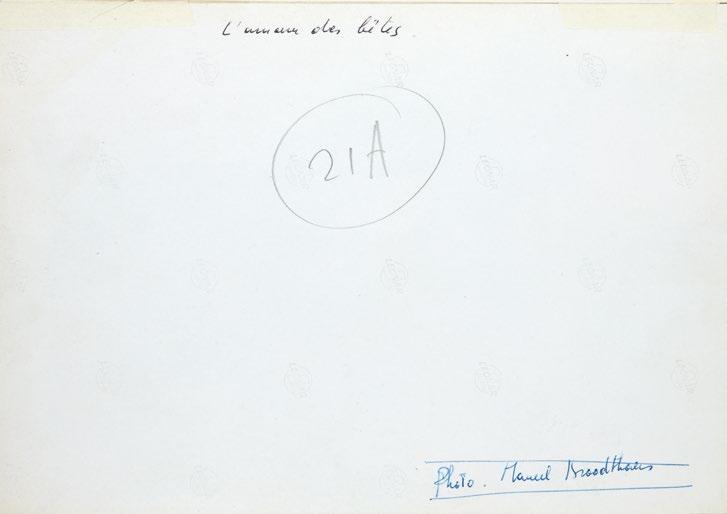 L'amour des bêtes
21A
Photo. Marcel Broodthaers